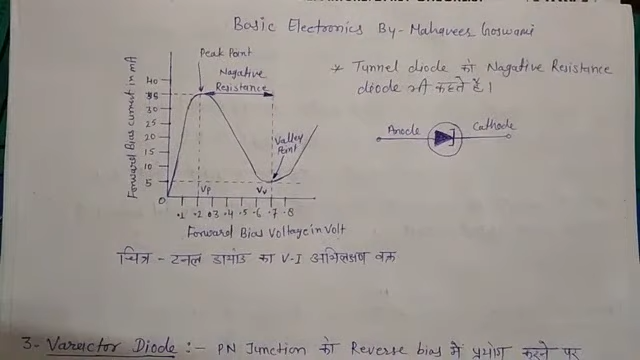 Basic Electronics By- Mahaveer Goswami
Peak Point
Nagative
Resistance
Valley
Point
Forward Bias current in mA
40
35
30
25
20
15
10
5
0
Vp
Vv
.1 .2 .3 .4 .5 .6 .7 .8
Forward Bias Voltage in Volt
चित्र - टनल डायोड का V-I अभिलक्षण वक्र
* Tunnel diode को Nagative Resistance
diode भी कहते हैं।
Anode
Cathode
3- Varactor Diode :- PN Junction को Reverse bias में प्रयोग करने पर